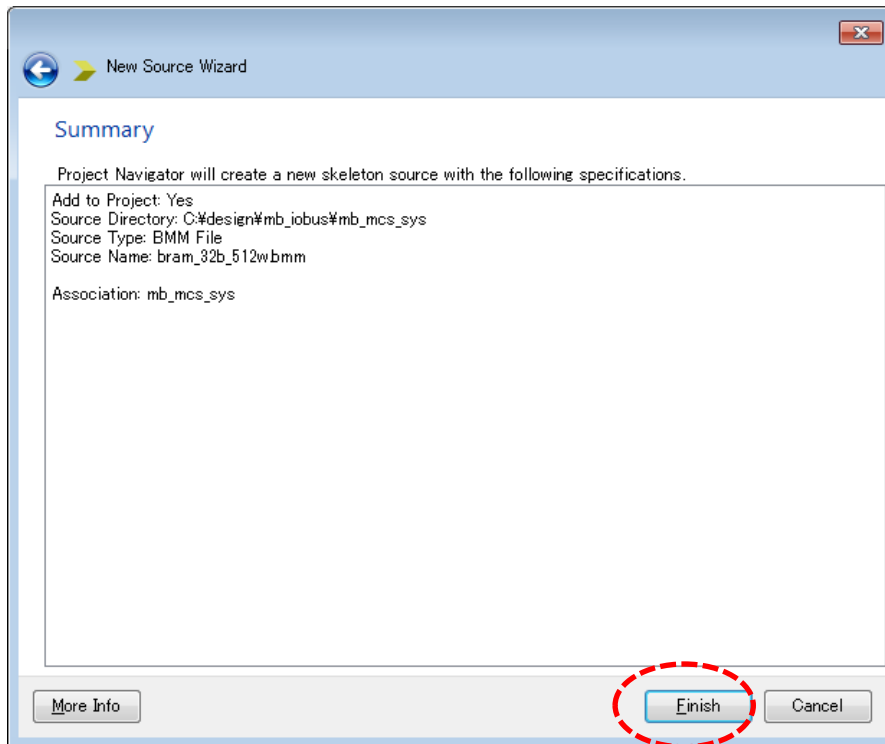 New Source Wizard
Summary
Project Navigator will create a new skeleton source with the following specifications.
Add to Project: Yes
Source Directory: C:¥design¥mb_iobus¥mb_mcs_sys
Source Type: BMM File
Source Name: bram_32b_512w.bmm
Association: mb_mcs_sys
More Info
Finish
Cancel